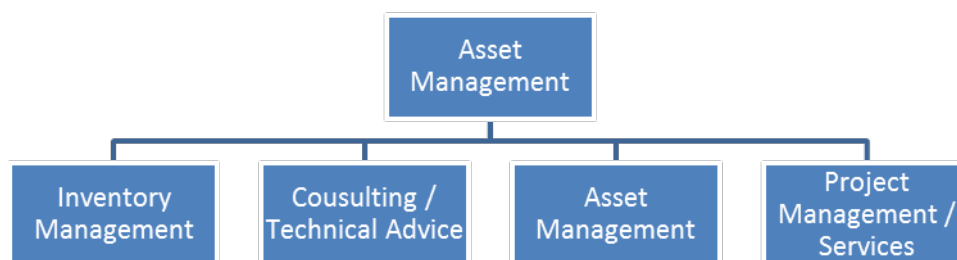 Asset
Management
Inventory
Management
Cousulting /
Technical Advice
Asset
Management
Project
Management /
Services